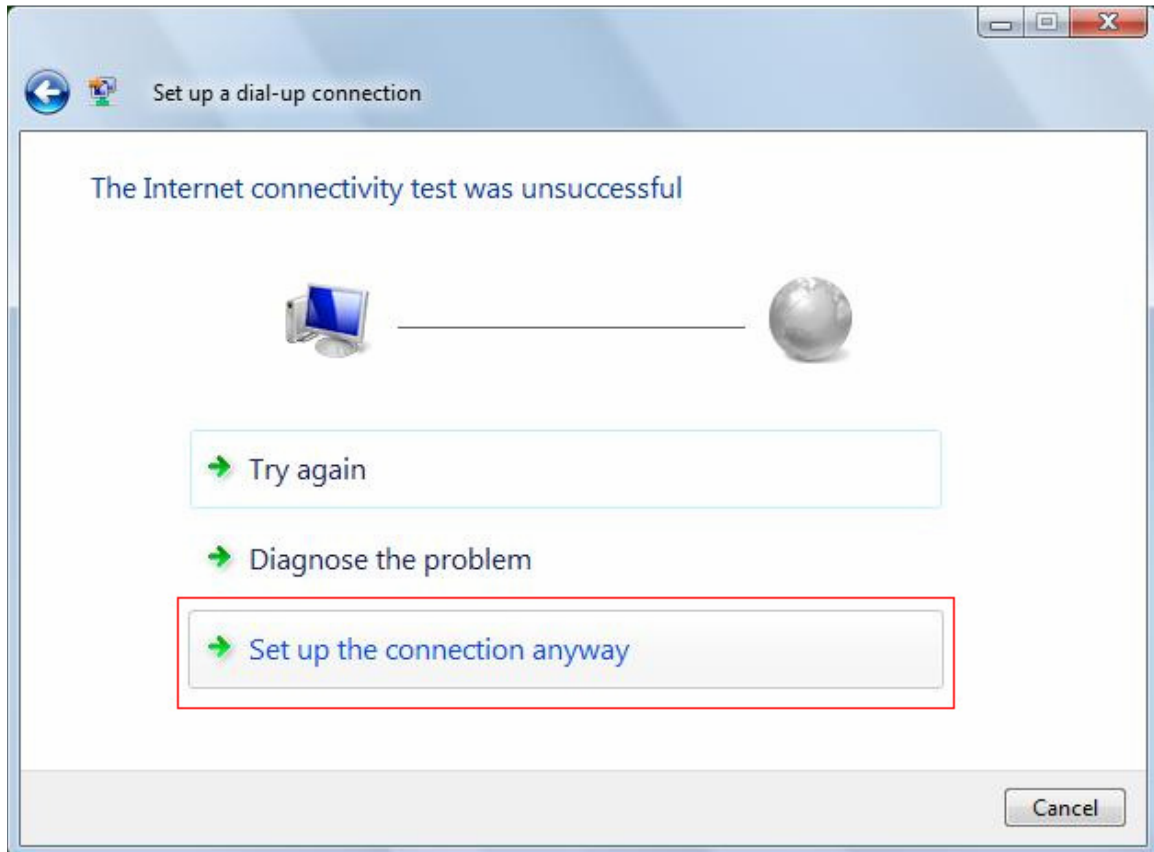 Set up a dial-up connection
The Internet connectivity test was unsuccessful
Try again
Diagnose the problem
Set up the connection anyway
Cancel